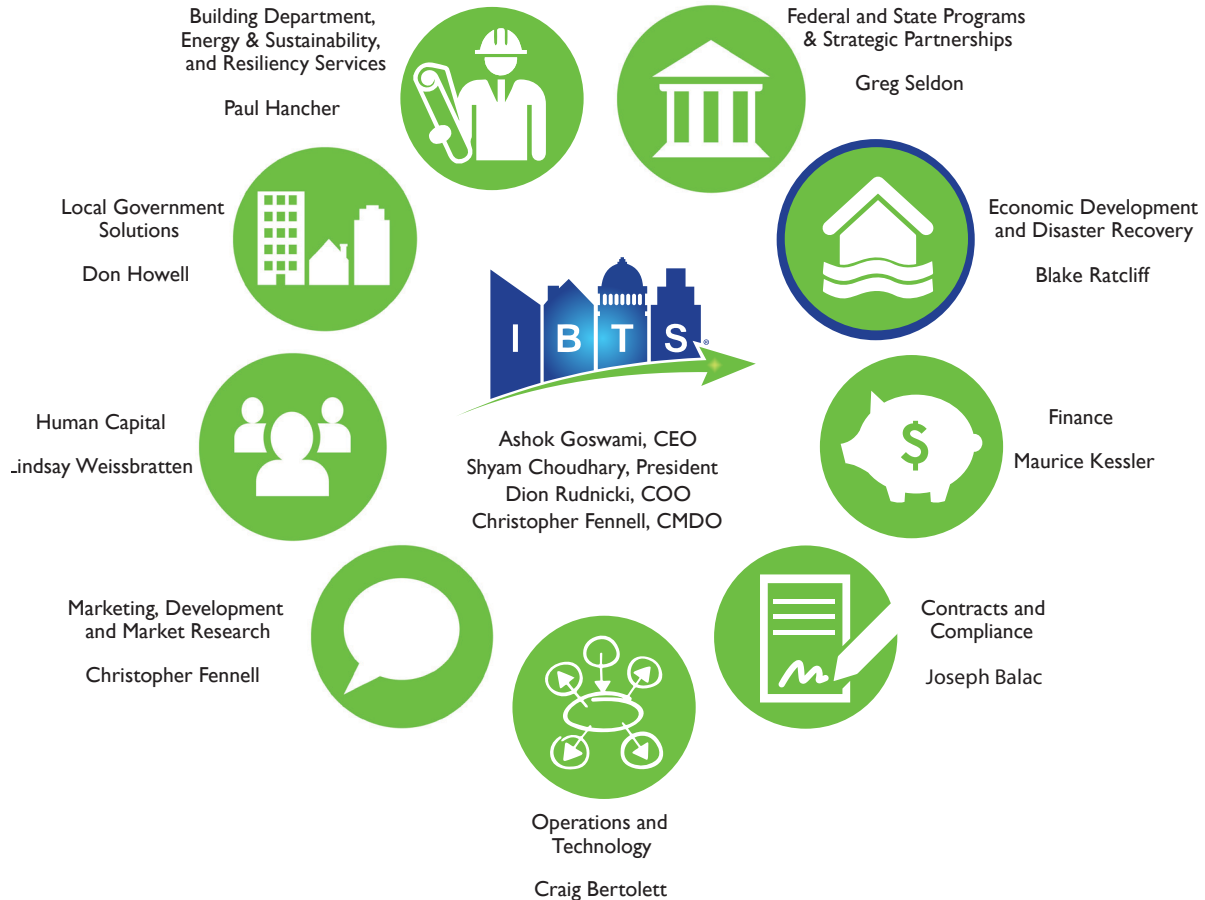 Building Department,
Energy & Sustainability,
and Resiliency Services
Paul Hancher
Federal and State Programs
& Strategic Partnerships
Greg Seldon
Local Government
Solutions
Don Howell
Economic Development
and Disaster Recovery
Blake Ratcliff
IBTS®
Ashok Goswami, CEO
Shyam Choudhary, President
Dion Rudnicki, COO
Christopher Fennell, CMDO
Human Capital
Lindsay Weissbratten
$
Finance
Maurice Kessler
Marketing, Development
and Market Research
Christopher Fennell
Contracts and
Compliance
Joseph Balac
Operations and
Technology
Craig Bertolett